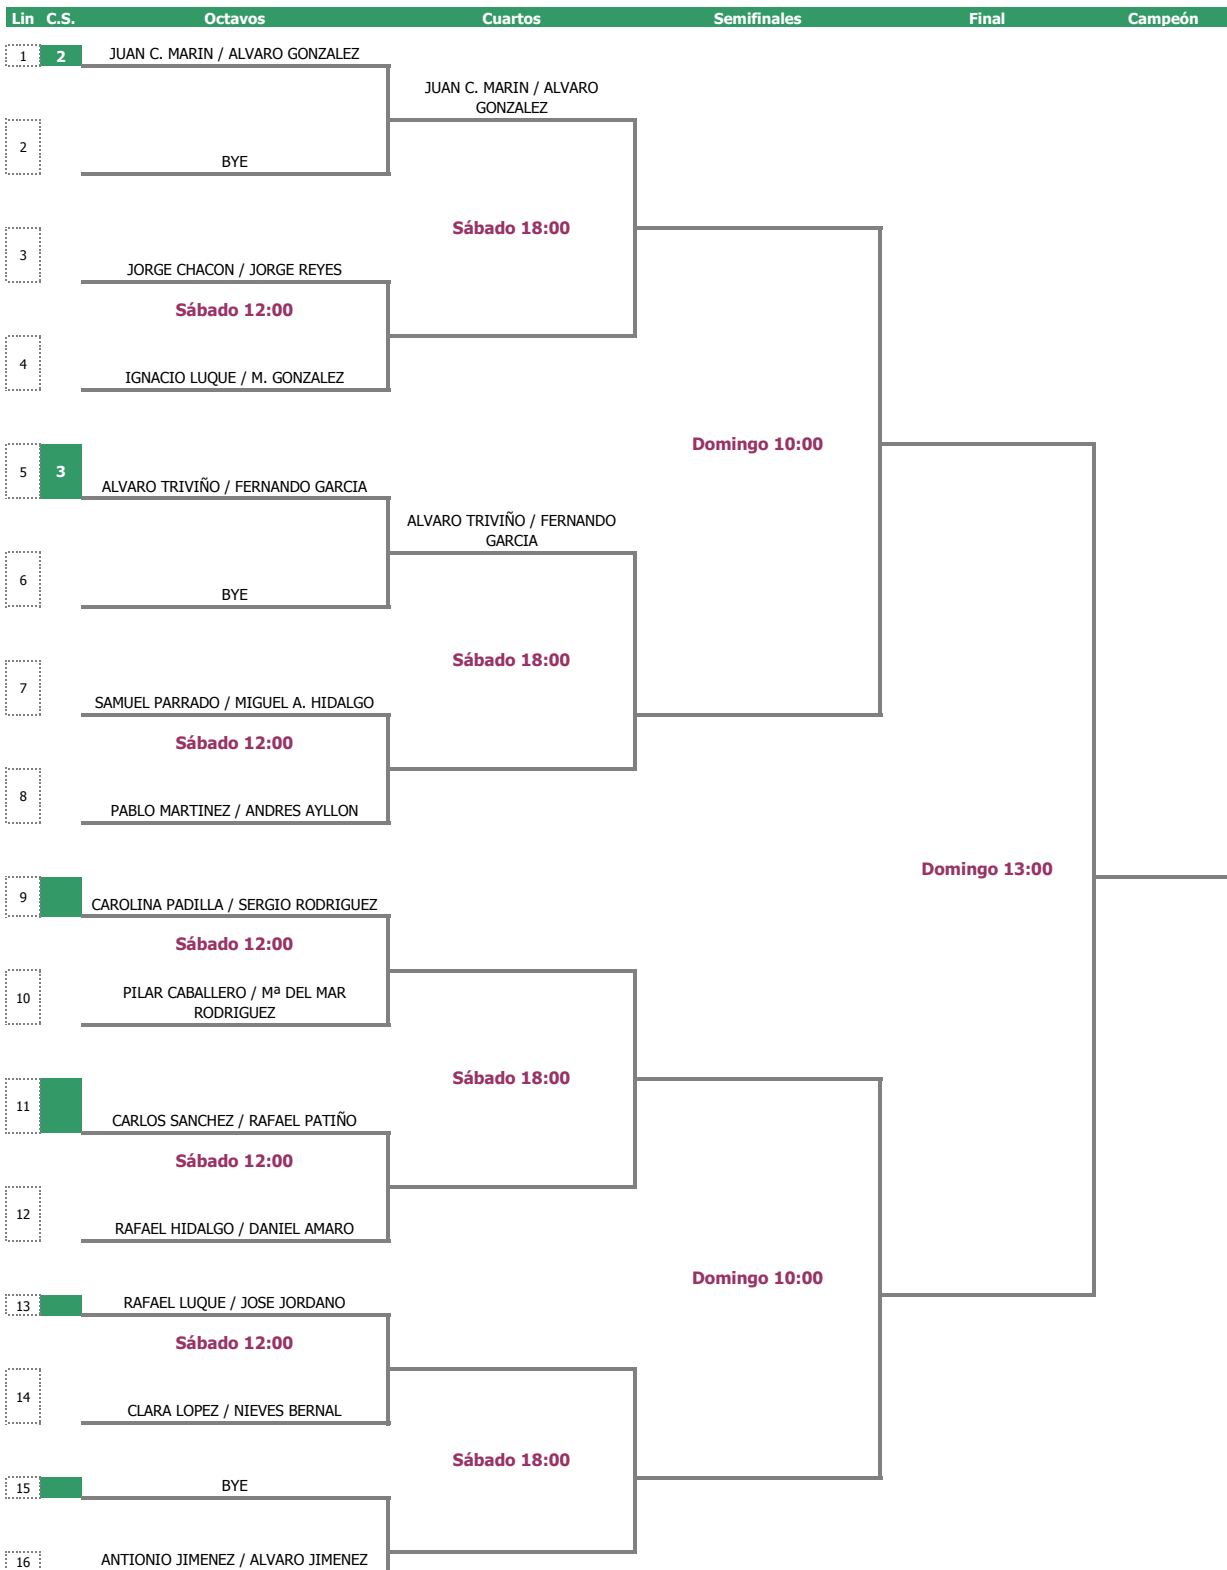 Lin C.S. Octavos Cuartos Semifinales Final Campeón
1 2 JUAN C. MARIN / ALVARO GONZALEZ
JUAN C. MARIN / ALVARO
GONZALEZ
2
BYE
Sábado 18:00
3
JORGE CHACON / JORGE REYES
Sábado 12:00
4
IGNACIO LUQUE / M. GONZALEZ
Domingo 10:00
5 3
ALVARO TRIVIÑO / FERNANDO GARCIA
ALVARO TRIVIÑO / FERNANDO
GARCIA
6
BYE
Sábado 18:00
7
SAMUEL PARRADO / MIGUEL A. HIDALGO
Sábado 12:00
8
PABLO MARTINEZ / ANDRES AYLLON
Domingo 13:00
9
CAROLINA PADILLA / SERGIO RODRIGUEZ
Sábado 12:00
10
PILAR CABALLERO / Mª DEL MAR
RODRIGUEZ
Sábado 18:00
11
CARLOS SANCHEZ / RAFAEL PATIÑO
Sábado 12:00
12
RAFAEL HIDALGO / DANIEL AMARO
Domingo 10:00
13 RAFAEL LUQUE / JOSE JORDANO
Sábado 12:00
14
CLARA LOPEZ / NIEVES BERNAL
Sábado 18:00
15 BYE
16 ANTIONIO JIMENEZ / ALVARO JIMENEZ